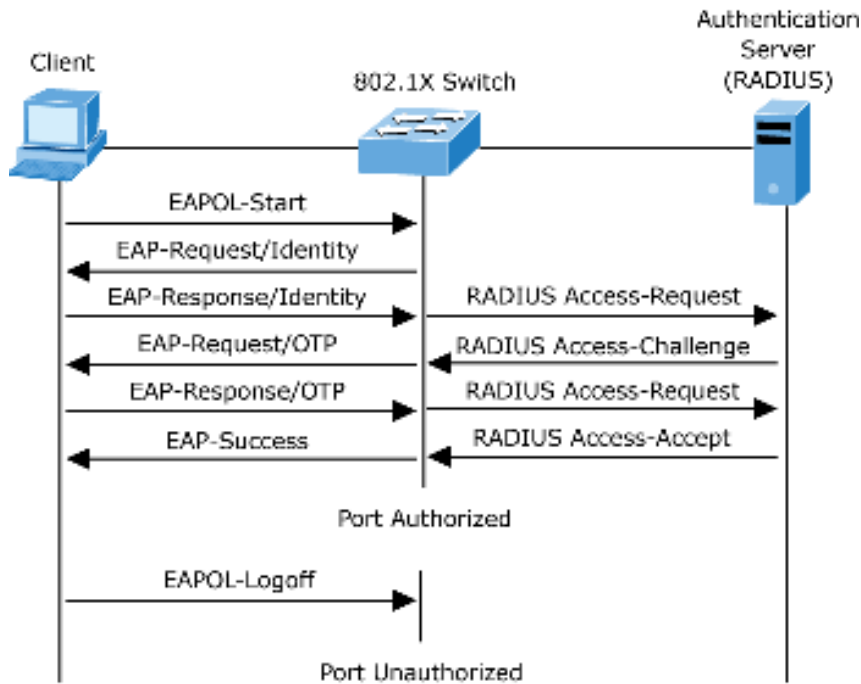 Authentication
Server
(RADIUS)
Client
802.1X Switch
EAPOL-Start
EAP-Request/Identity
EAP-Response/Identity
RADIUS Access-Request
EAP-Request/OTP
RADIUS Access-Challenge
EAP-Response/OTP
RADIUS Access-Request
EAP-Success
RADIUS Access-Accept
Port Authorized
EAPOL-Logoff
Port Unauthorized